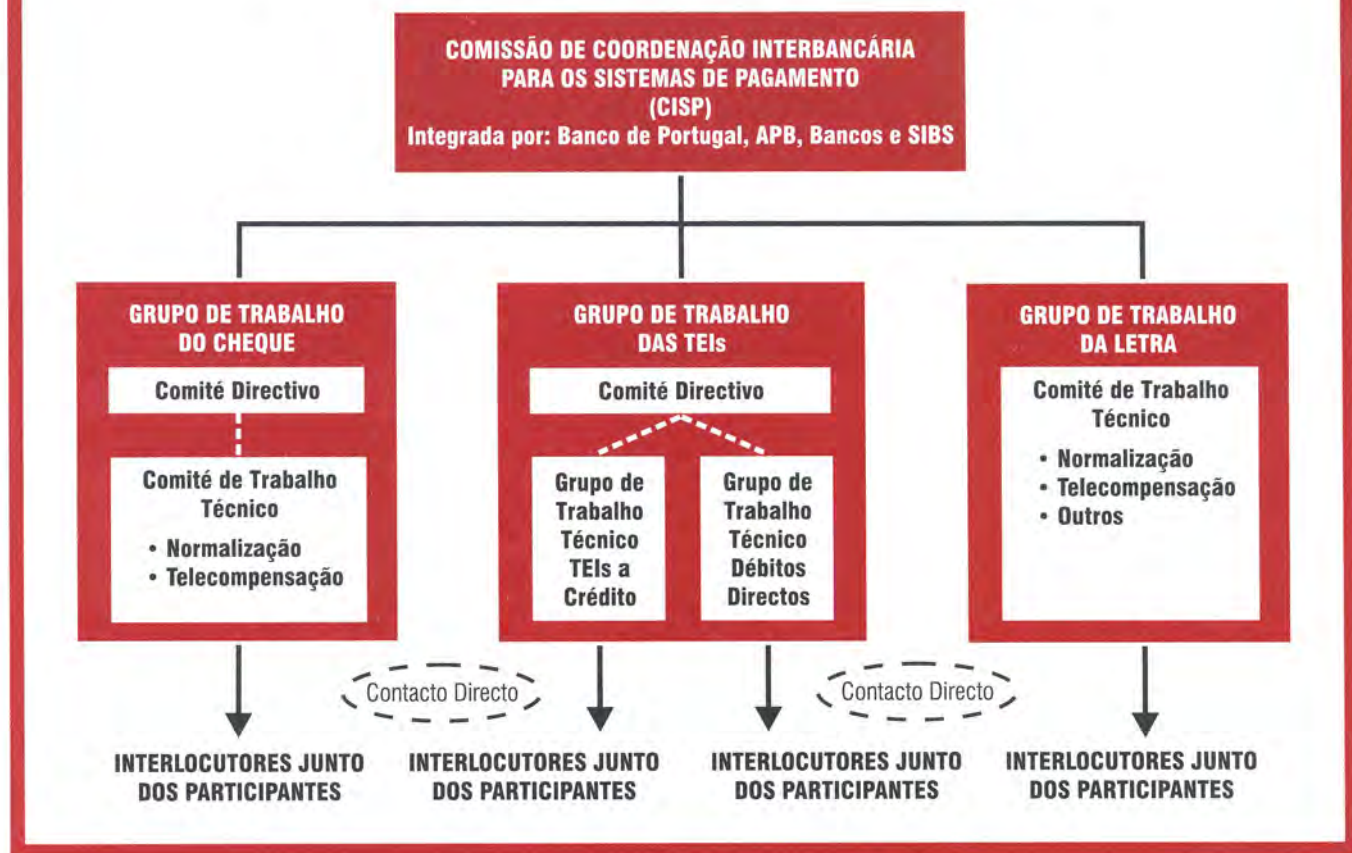 COMISSÃO DE COORDENAÇÃO INTERBANCÁRIA
PARA OS SISTEMAS DE PAGAMENTO
(CISP)
Integrada por: Banco de Portugal, APB, Bancos e SIBS
GRUPO DE TRABALHO
DO CHEQUE
Comité Directivo
Comité de Trabalho
Técnico
• Normalização
• Telecompensação
GRUPO DE TRABALHO
DAS TEIs
Comité Directivo
Grupo de
Trabalho
Técnico
TEIs a
Crédito
Grupo de
Trabalho
Técnico
Débitos
Directos
GRUPO DE TRABALHO
DA LETRA
Comité de Trabalho
Técnico
• Normalização
• Telecompensação
• Outros
Contacto Directo
Contacto Directo
INTERLOCUTORES JUNTO
DOS PARTICIPANTES
INTERLOCUTORES JUNTO
DOS PARTICIPANTES
INTERLOCUTORES JUNTO
DOS PARTICIPANTES
INTERLOCUTORES JUNTO
DOS PARTICIPANTES